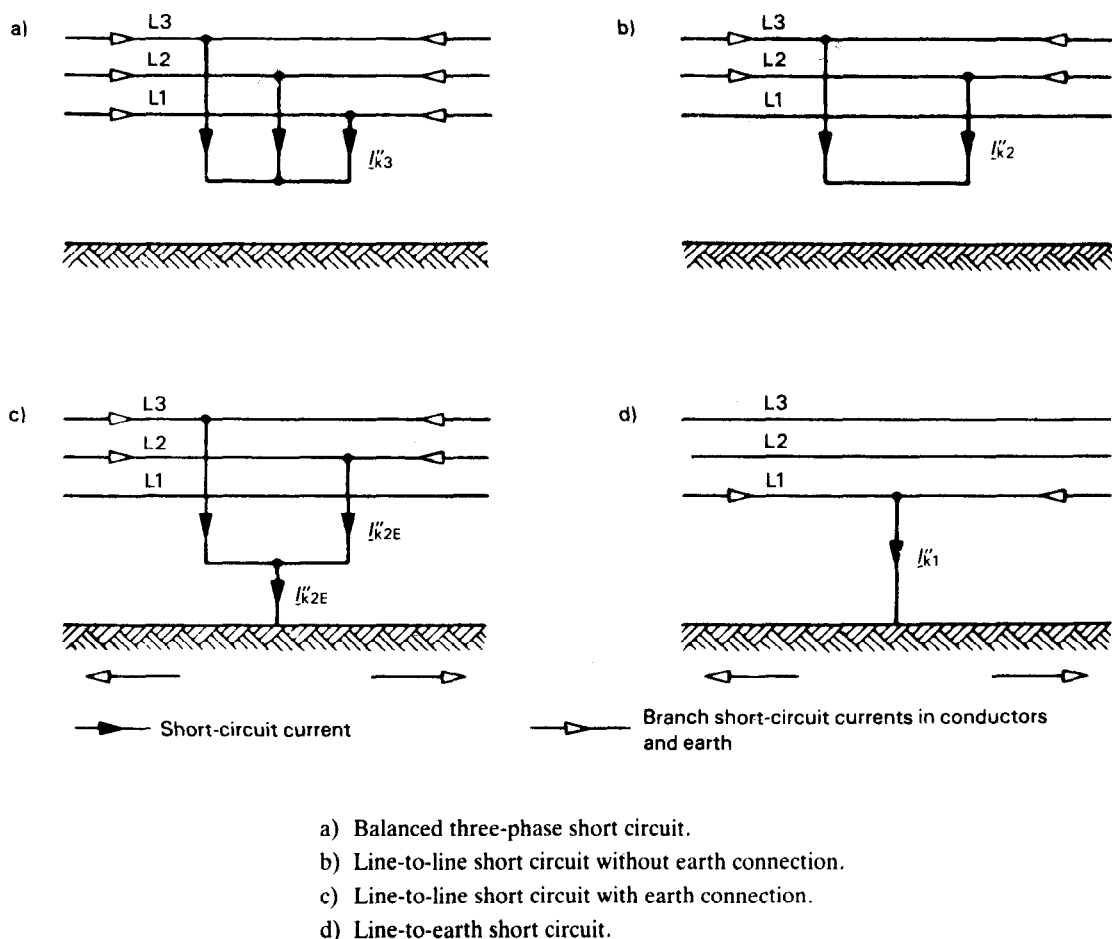 a)
L3
L2
L1
I''k3
b)
L3
L2
L1
I''k2
c)
L3
L2
L1
I''k2E
I''k2E
d)
L3
L2
L1
I''k1
Short-circuit current
Branch short-circuit currents in conductors
and earth
a) Balanced three-phase short circuit.
b) Line-to-line short circuit without earth connection.
c) Line-to-line short circuit with earth connection.
d) Line-to-earth short circuit.